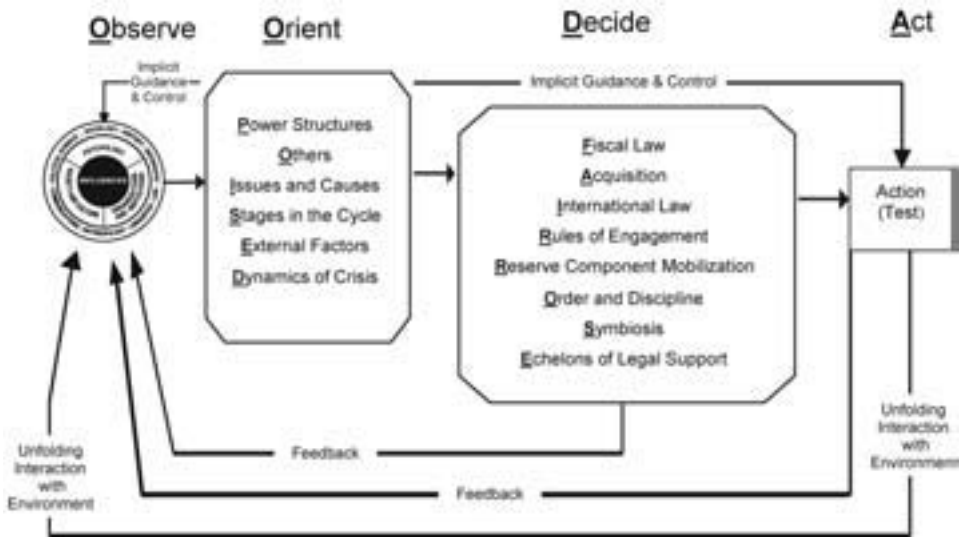 Observe
Orient
Decide
Act
Implicit
Guidance
& Control
Implicit Guidance & Control
INFLUENCES
Power Structures
Others
Issues and Causes
Stages in the Cycle
External Factors
Dynamics of Crisis
Fiscal Law
Acquisition
International Law
Rules of Engagement
Reserve Component Mobilization
Order and Discipline
Symbiosis
Echelons of Legal Support
Action
(Test)
Unfolding
Interaction
with
Environment
Feedback
Feedback
Unfolding
Interaction
with
Environment